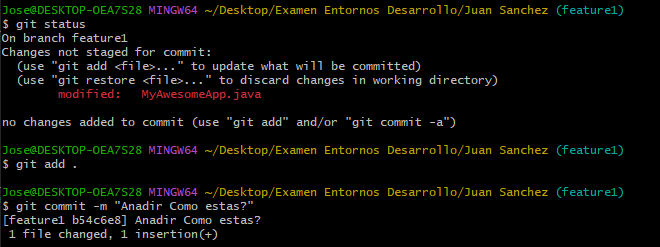 Jose@DESKTOP-OEA7S28 MINGW64 ~/Desktop/Examen Entornos Desarrollo/Juan Sanchez (feature1)
$ git status
On branch feature1
Changes not staged for commit:
  (use "git add <file>..." to update what will be committed)
  (use "git restore <file>..." to discard changes in working directory)
        modified:   MyAwesomeApp.java

no changes added to commit (use "git add" and/or "git commit -a")

Jose@DESKTOP-OEA7S28 MINGW64 ~/Desktop/Examen Entornos Desarrollo/Juan Sanchez (feature1)
$ git add .

Jose@DESKTOP-OEA7S28 MINGW64 ~/Desktop/Examen Entornos Desarrollo/Juan Sanchez (feature1)
$ git commit -m "Anadir Como estas?"
[feature1 b54c6e8] Anadir Como estas?
 1 file changed, 1 insertion(+)